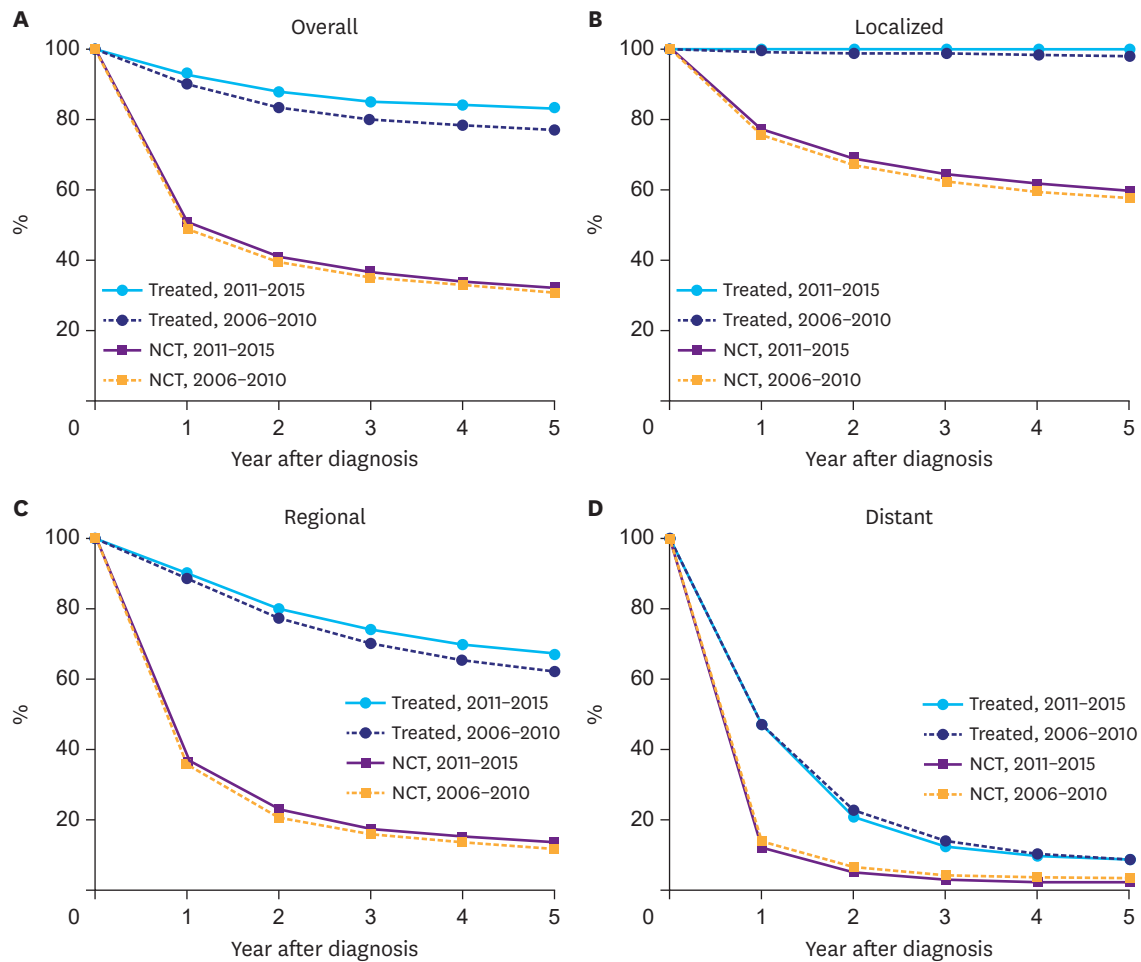 A
Overall
100
80
60
40
20
0
%
Treated, 2011–2015
Treated, 2006–2010
NCT, 2011–2015
NCT, 2006–2010
1 2 3 4 5
Year after diagnosis
B
Localized
100
80
60
40
20
0
%
Treated, 2011–2015
Treated, 2006–2010
NCT, 2011–2015
NCT, 2006–2010
1 2 3 4 5
Year after diagnosis
C
Regional
100
80
60
40
20
0
%
Treated, 2011–2015
Treated, 2006–2010
NCT, 2011–2015
NCT, 2006–2010
1 2 3 4 5
Year after diagnosis
D
Distant
100
80
60
40
20
0
%
Treated, 2011–2015
Treated, 2006–2010
NCT, 2011–2015
NCT, 2006–2010
1 2 3 4 5
Year after diagnosis